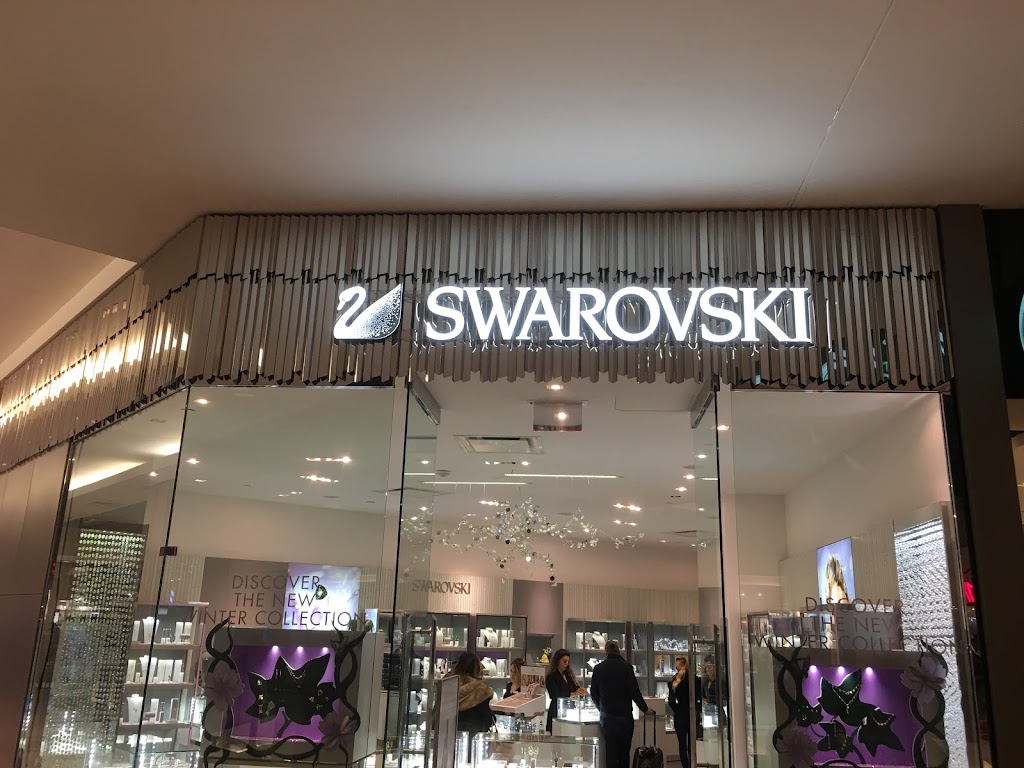 SWAROVSKI
DISCOVER
THE NEW
WINTER COLLECTION
SWAROVSKI
DISCOVER
THE NEW
WINTER COLLECTION